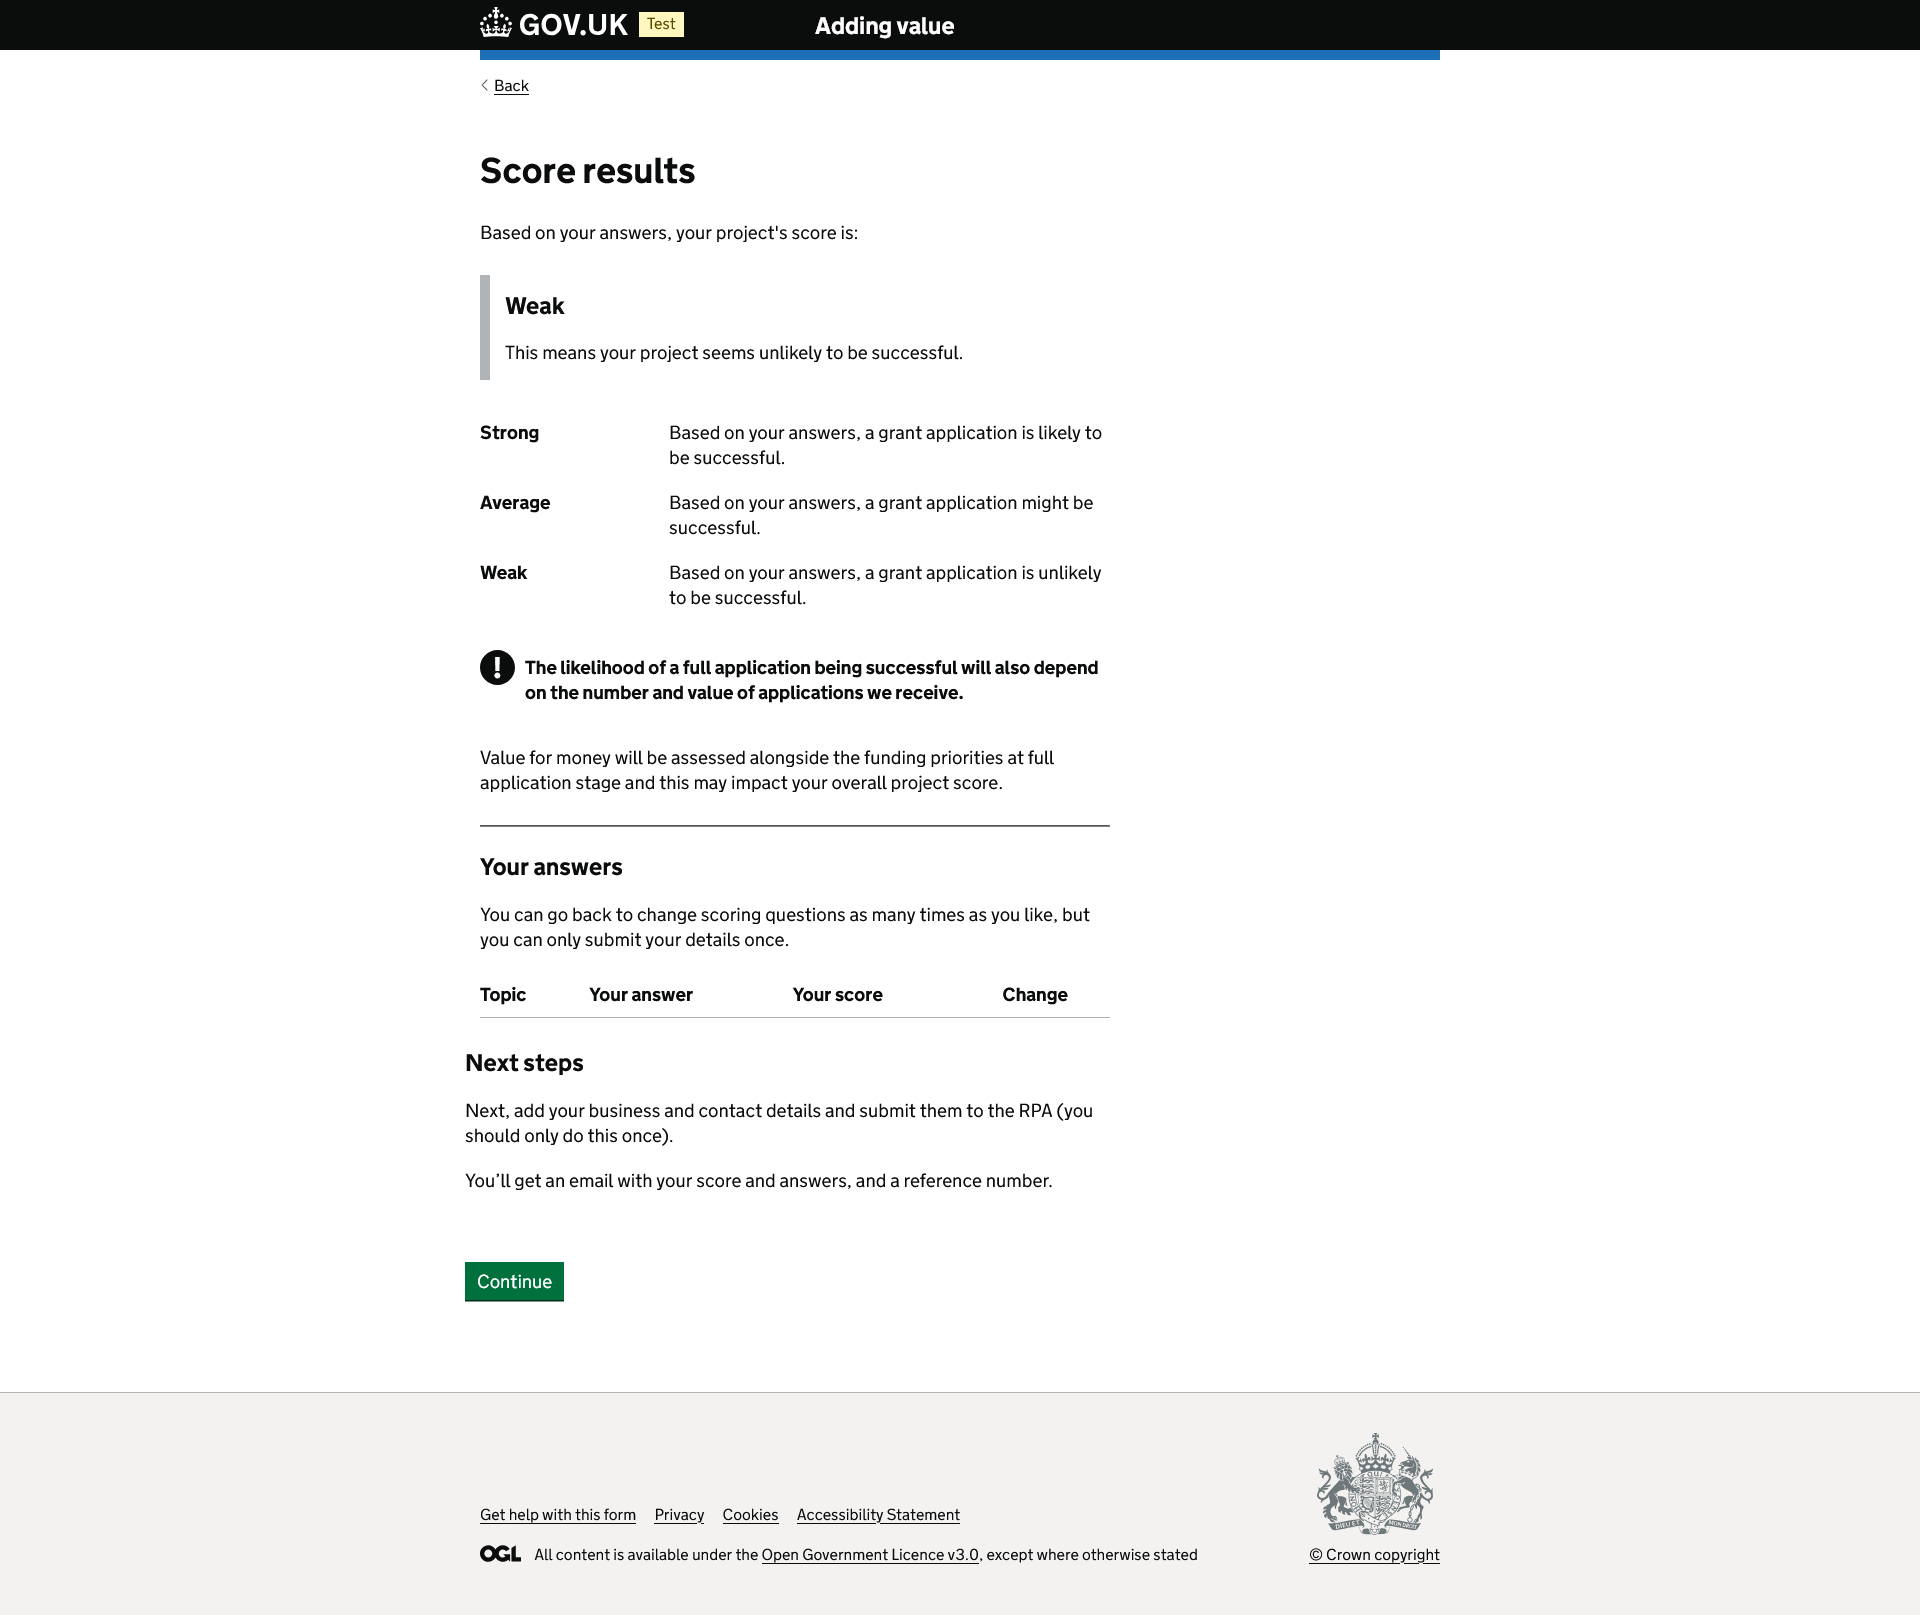 GOV.UK Test Adding value
Back
Score results
Based on your answers, your project's score is:
Weak
This means your project seems unlikely to be successful.
Strong Based on your answers, a grant application is likely to
be successful.
Average Based on your answers, a grant application might be
successful.
Weak Based on your answers, a grant application is unlikely
to be successful.
! The likelihood of a full application being successful will also depend
on the number and value of applications we receive.
Value for money will be assessed alongside the funding priorities at full
application stage and this may impact your overall project score.
Your answers
You can go back to change scoring questions as many times as you like, but
you can only submit your details once.
Topic Your answer Your score Change
Next steps
Next, add your business and contact details and submit them to the RPA (you
should only do this once).
You’ll get an email with your score and answers, and a reference number.
Continue
Get help with this form Privacy Cookies Accessibility Statement
OGL All content is available under the Open Government Licence v3.0, except where otherwise stated
© Crown copyright